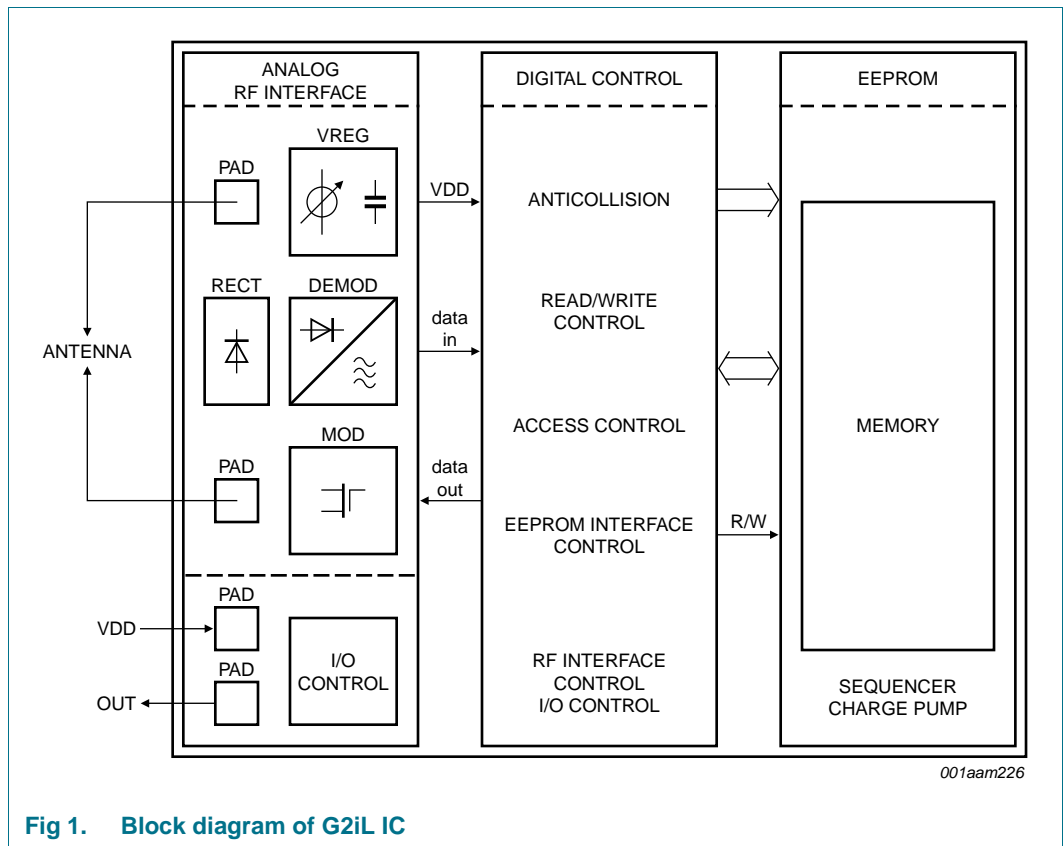 ANALOG
RF INTERFACE
VREG
PAD
RECT
DEMOD
ANTENNA
MOD
PAD
PAD
VDD
PAD
OUT
I/O
CONTROL
VDD
data
in
data
out
DIGITAL CONTROL
ANTICOLLISION
READ/WRITE
CONTROL
ACCESS CONTROL
EEPROM INTERFACE
CONTROL
RF INTERFACE
CONTROL
I/O CONTROL
R/W
EEPROM
MEMORY
SEQUENCER
CHARGE PUMP
001aam226
Fig 1. Block diagram of G2iL IC